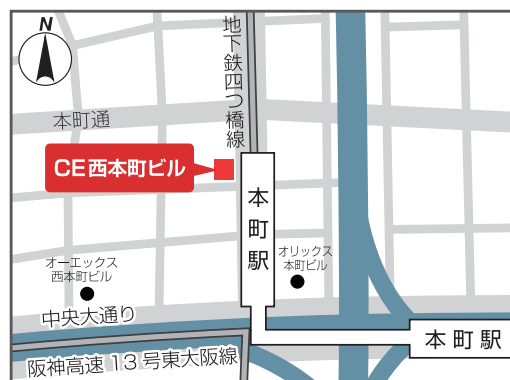 N
地下鉄四つ橋線
本町通
CE西本町ビル
本町駅
オリックス
本町ビル
オーエックス
西本町ビル
中央大通り
本町駅
阪神高速13号東大阪線